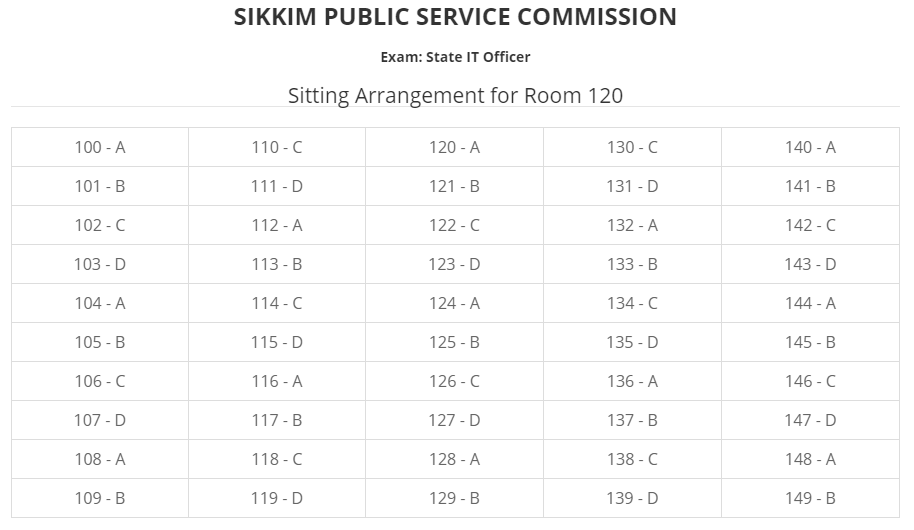 SIKKIM PUBLIC SERVICE COMMISSION
Exam: State IT Officer
Sitting Arrangement for Room 120
100 - A 110 - C 120 - A 130 - C 140 - A
101 - B 111 - D 121 - B 131 - D 141 - B
102 - C 112 - A 122 - C 132 - A 142 - C
103 - D 113 - B 123 - D 133 - B 143 - D
104 - A 114 - C 124 - A 134 - C 144 - A
105 - B 115 - D 125 - B 135 - D 145 - B
106 - C 116 - A 126 - C 136 - A 146 - C
107 - D 117 - B 127 - D 137 - B 147 - D
108 - A 118 - C 128 - A 138 - C 148 - A
109 - B 119 - D 129 - B 139 - D 149 - B